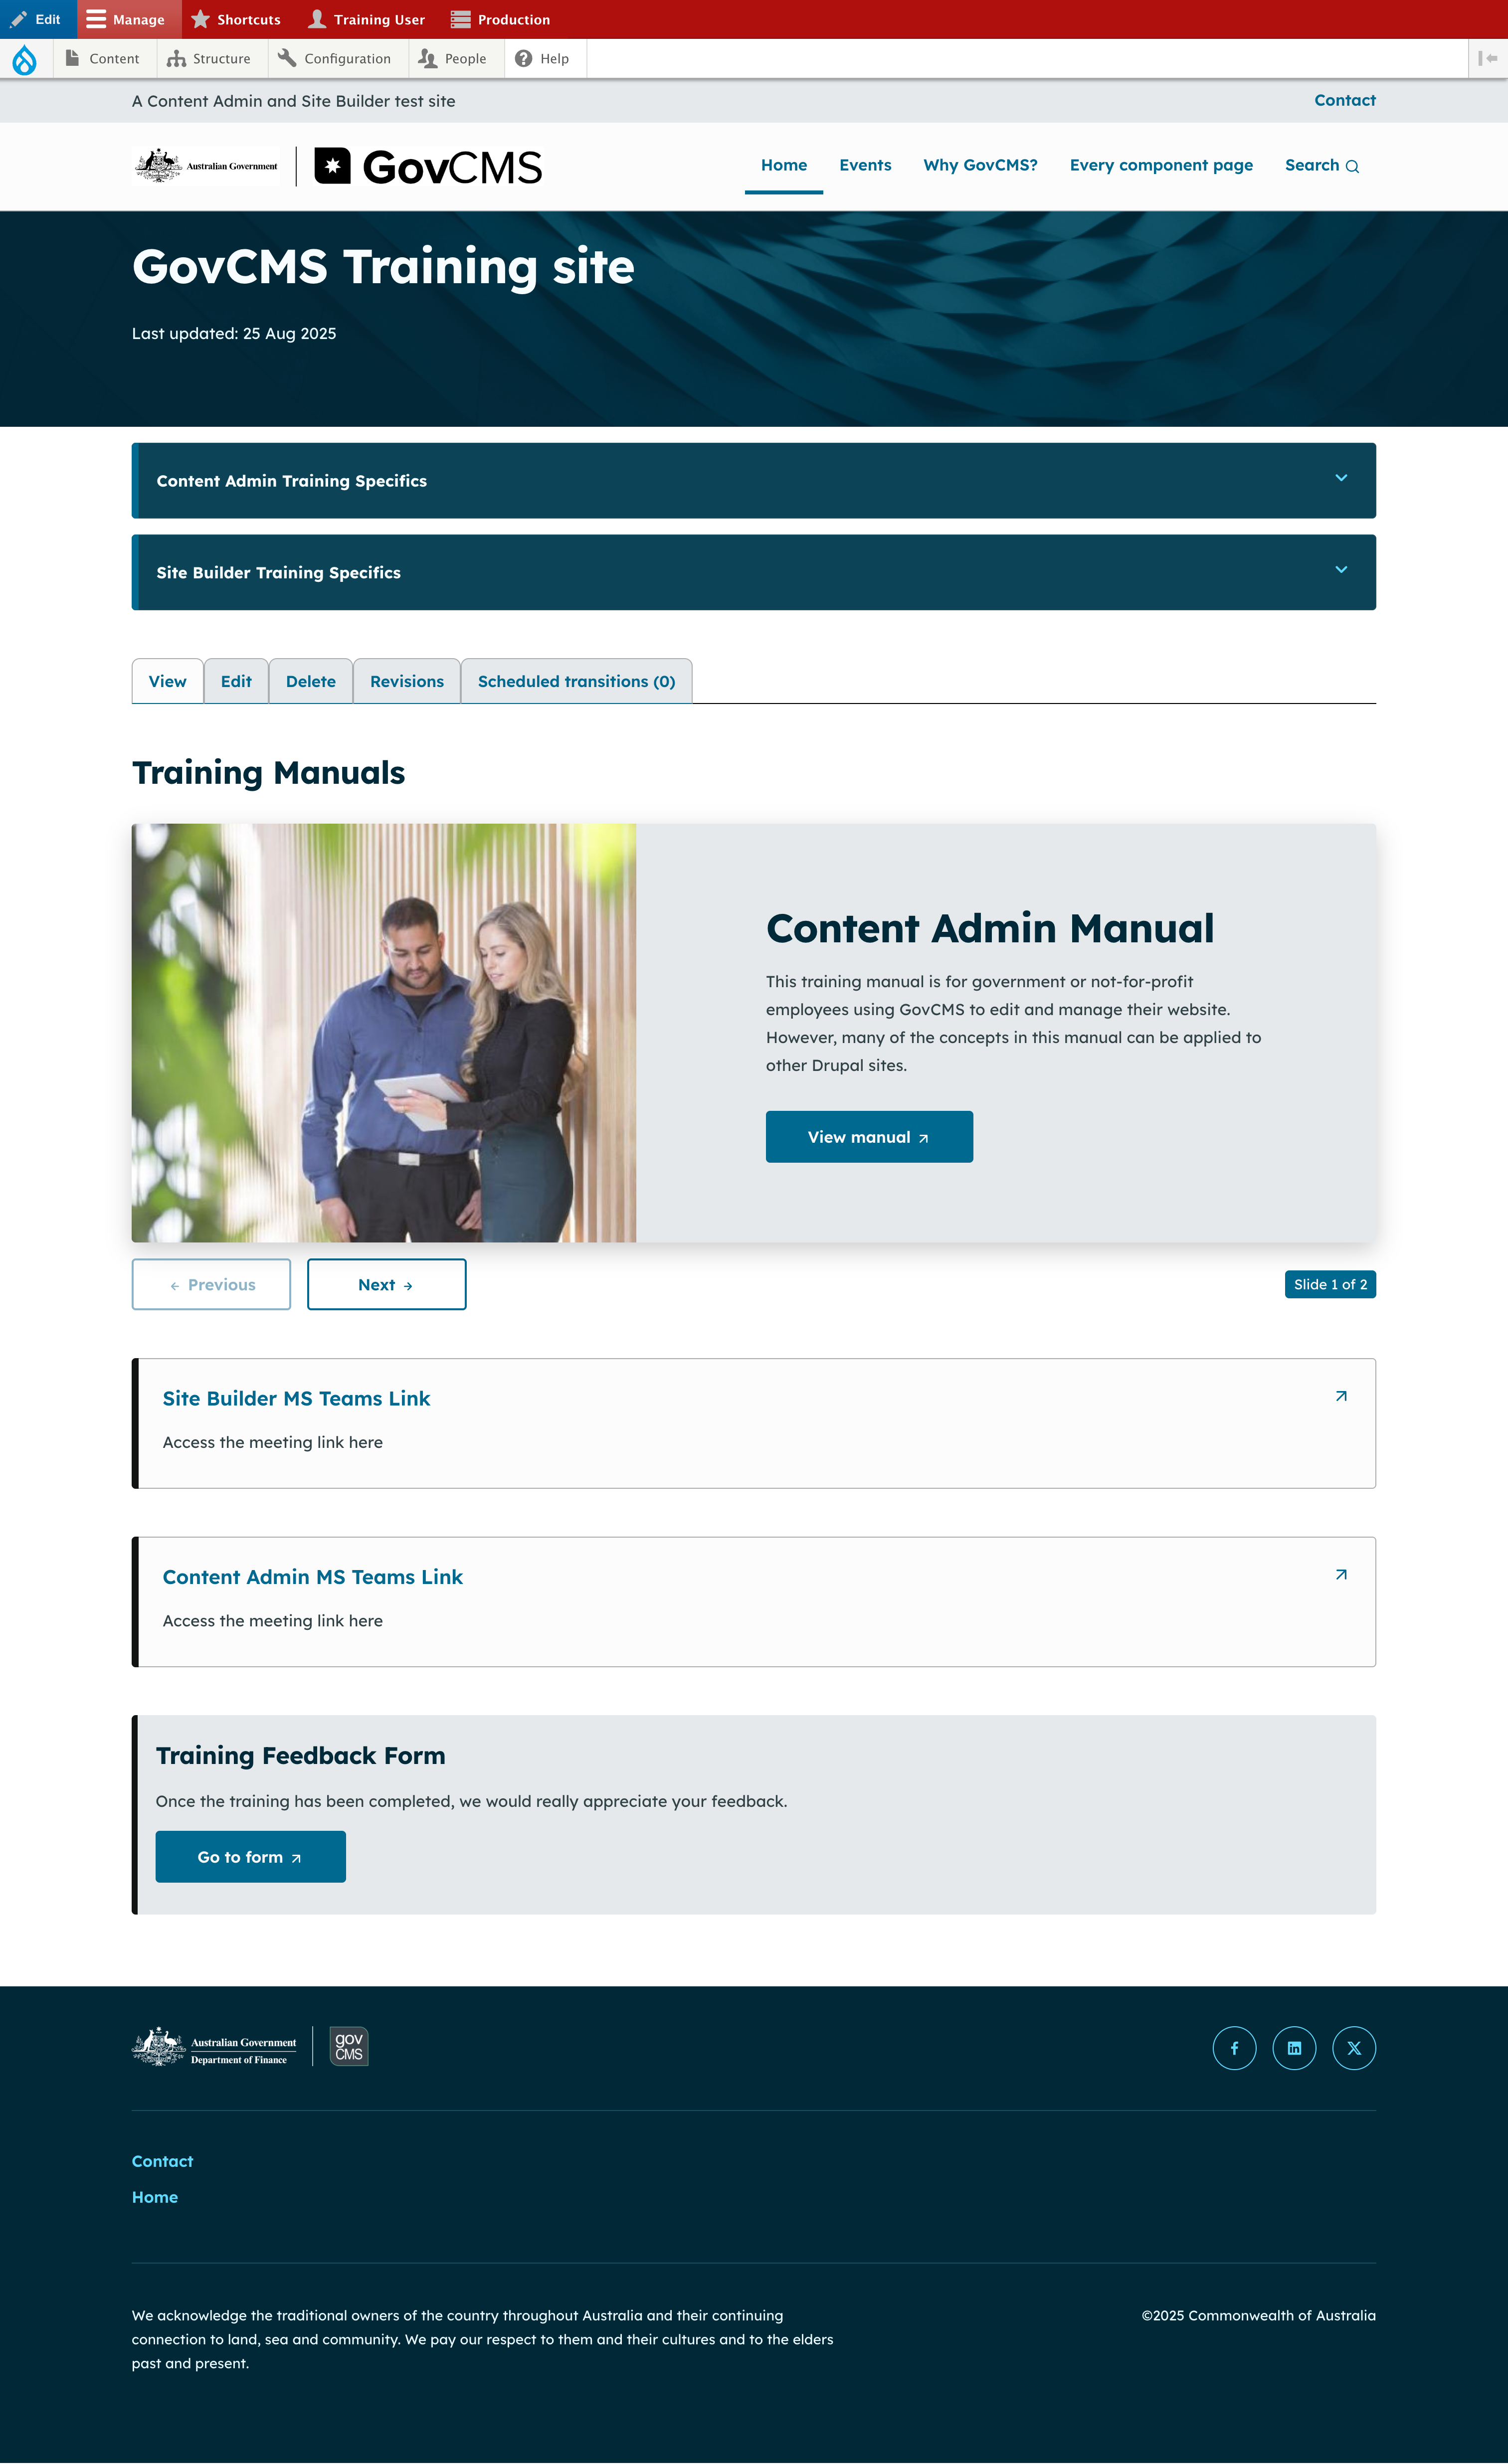 Edit
Manage
Shortcuts
Training User
Production
Content
Structure
Configuration
People
Help
A Content Admin and Site Builder test site
Contact
Australian Government
GovCMS
Home
Events
Why GovCMS?
Every component page
Search
GovCMS Training site
Last updated: 25 Aug 2025
Content Admin Training Specifics
Site Builder Training Specifics
View
Edit
Delete
Revisions
Scheduled transitions (0)
Training Manuals
Content Admin Manual
This training manual is for government or not-for-profit
employees using GovCMS to edit and manage their website.
However, many of the concepts in this manual can be applied to
other Drupal sites.
View manual
Previous
Next
Slide 1 of 2
Site Builder MS Teams Link
Access the meeting link here
Content Admin MS Teams Link
Access the meeting link here
Training Feedback Form
Once the training has been completed, we would really appreciate your feedback.
Go to form
Australian Government
Department of Finance
gov
CMS
Contact
Home
We acknowledge the traditional owners of the country throughout Australia and their continuing
connection to land, sea and community. We pay our respect to them and their cultures and to the elders
past and present.
©2025 Commonwealth of Australia